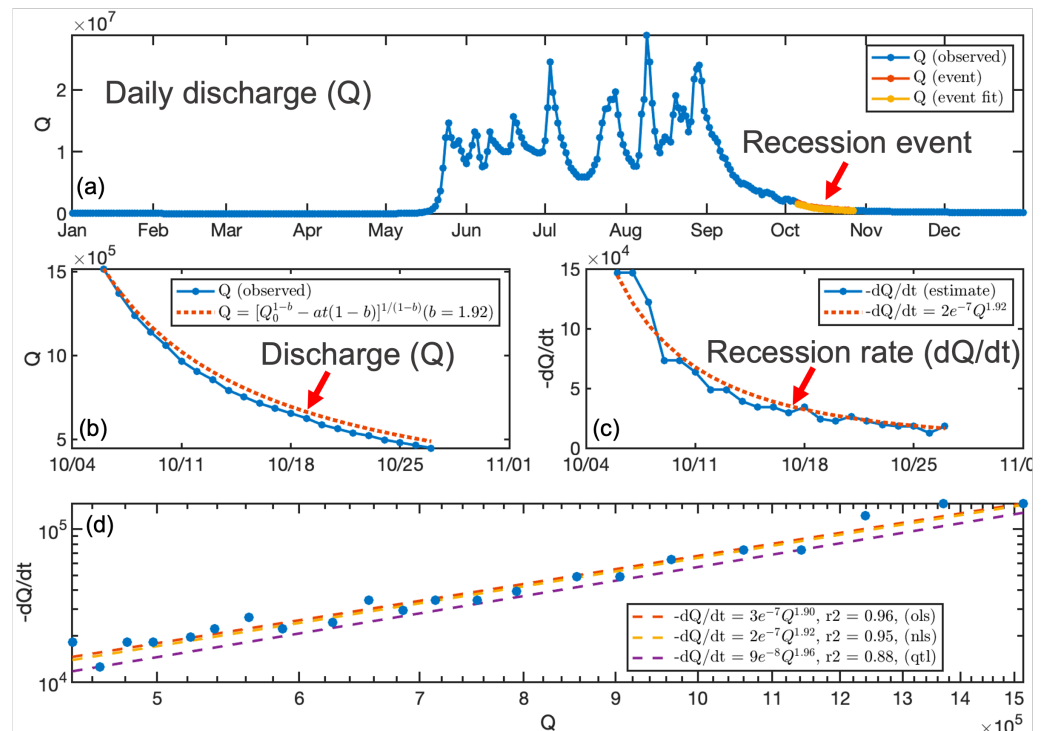 ×10⁷
Daily discharge (Q)
Q (observed)
Q (event)
Q (event fit)
Recession event
Q
2
1
0
(a)
Jan Feb Mar Apr May Jun Jul Aug Sep Oct Nov Dec
×10⁵
15
10
5
Q
Q (observed)
Q = [Q₀^{1−b} − at(1 − b)]^{1/(1−b)}(b = 1.92)
Discharge (Q)
(b)
10/04 10/11 10/18 10/25 11/01
×10⁴
15
10
5
0
-dQ/dt
-dQ/dt (estimate)
-dQ/dt = 2e⁻⁷Q^{1.92}
Recession rate (dQ/dt)
(c)
10/04 10/11 10/18 10/25 11/0
(d)
10⁵
10⁴
-dQ/dt
-dQ/dt = 3e⁻⁷Q^{1.90}, r2 = 0.96, (ols)
-dQ/dt = 2e⁻⁷Q^{1.92}, r2 = 0.95, (nls)
-dQ/dt = 9e⁻⁸Q^{1.96}, r2 = 0.88, (qtl)
5 6 7 8 9 10 11 12 13 14 15
Q
×10⁵